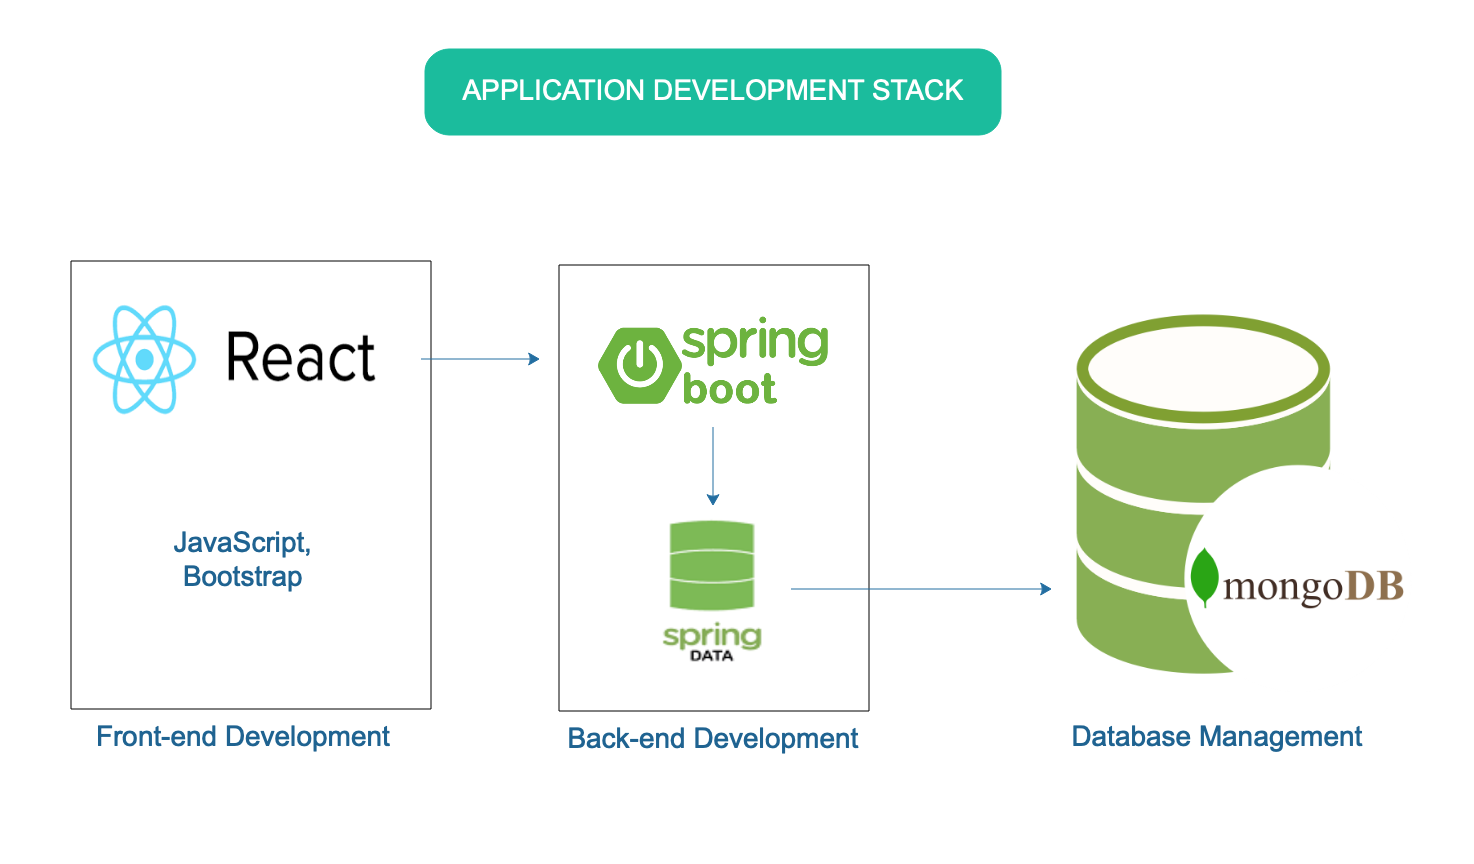 APPLICATION DEVELOPMENT STACK
React
JavaScript,
Bootstrap
Front-end Development
spring
boot
spring
DATA
Back-end Development
mongoDB
Database Management